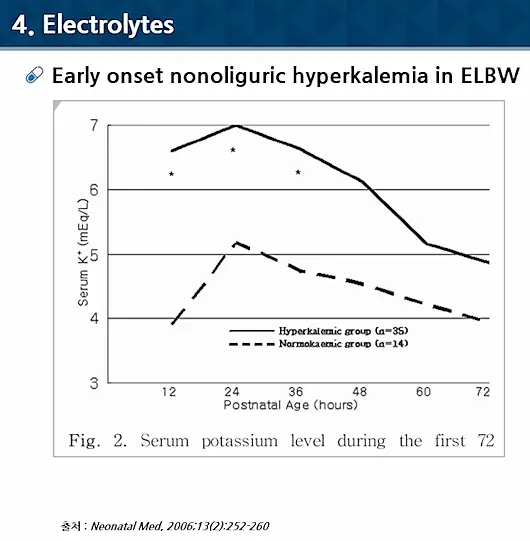 4. Electrolytes
Early onset nonoliguric hyperkalemia in ELBW
7
6
5
4
3
Serum K⁺ (mEq/L)
*
*
*
Hyperkalemic group (n=35)
Normokaemic group (n=14)
12 24 36 48 60 72
Postnatal Age (hours)
Fig. 2. Serum potassium level during the first 72
출처 : Neonatal Med. 2006;13(2):252-260